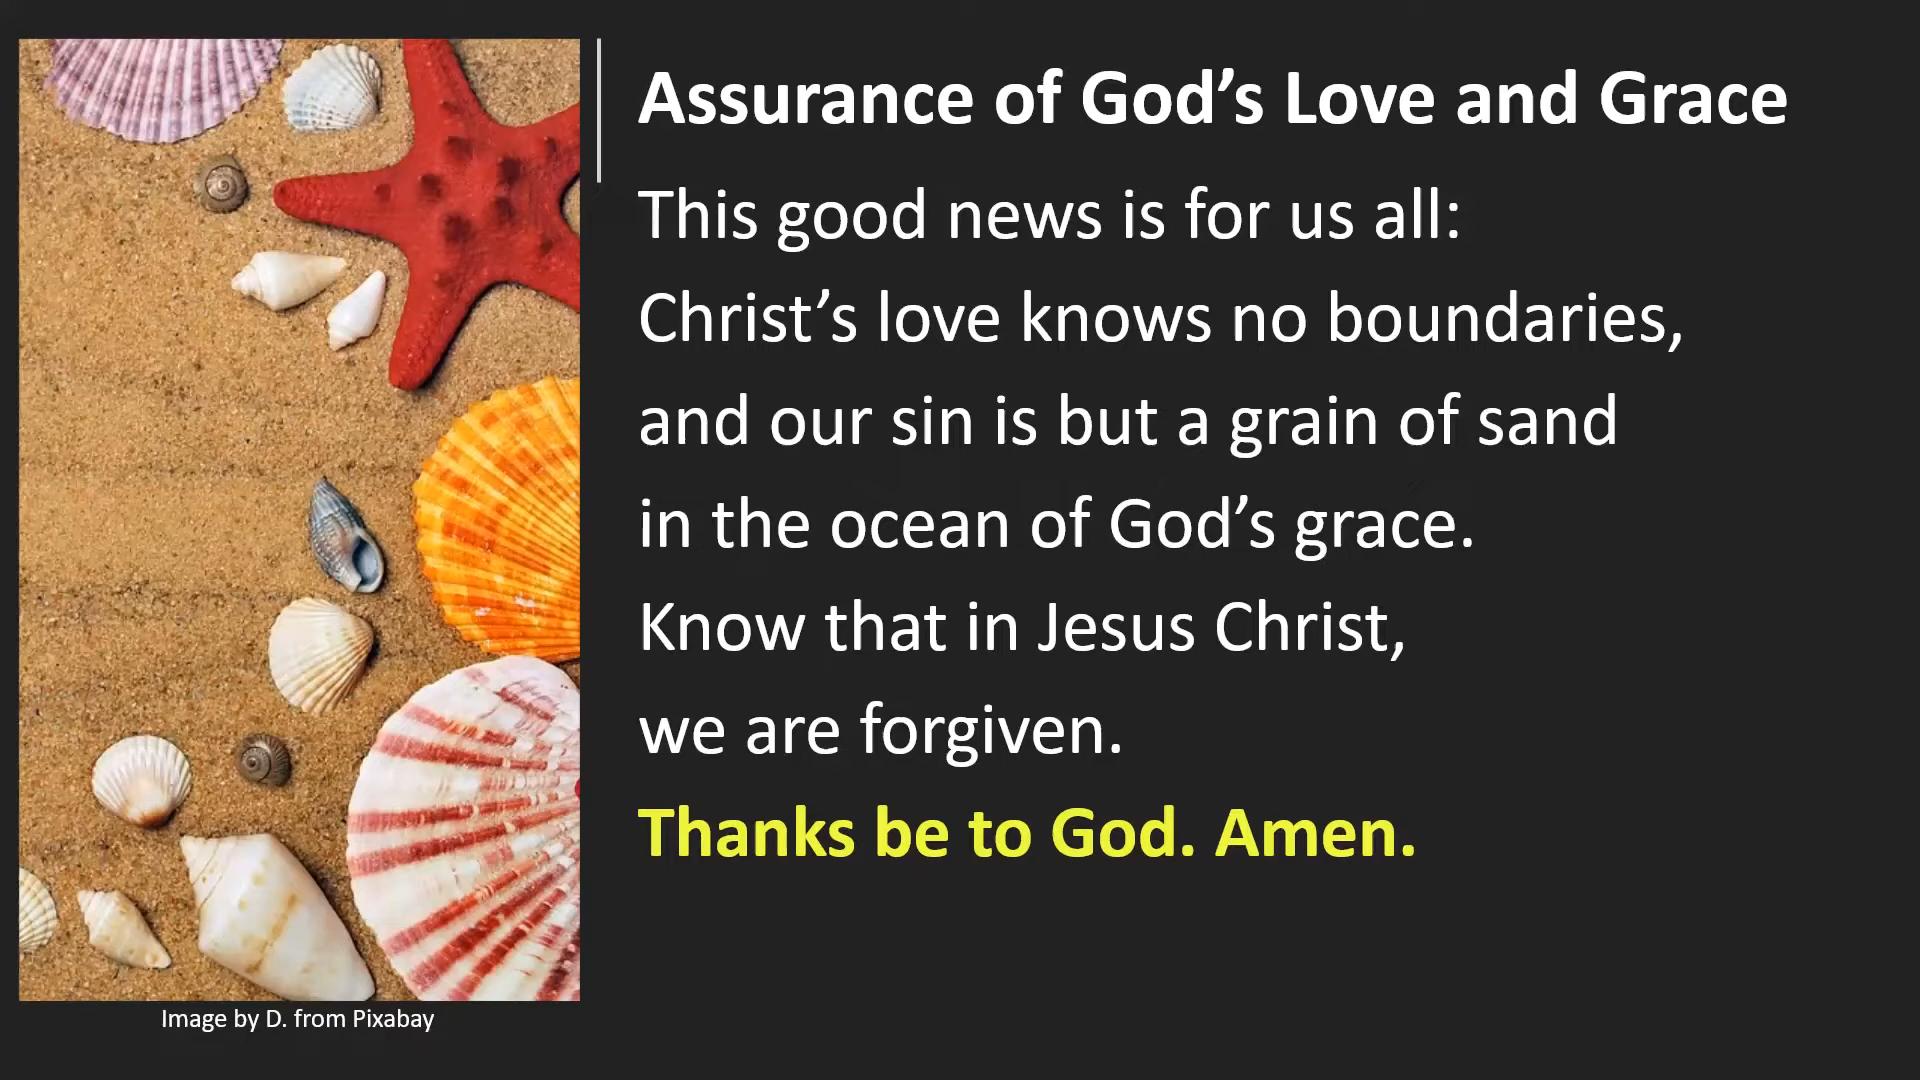 Assurance of God’s Love and Grace
This good news is for us all:
Christ’s love knows no boundaries,
and our sin is but a grain of sand
in the ocean of God’s grace.
Know that in Jesus Christ,
we are forgiven.
Thanks be to God. Amen.
Image by D. from Pixabay